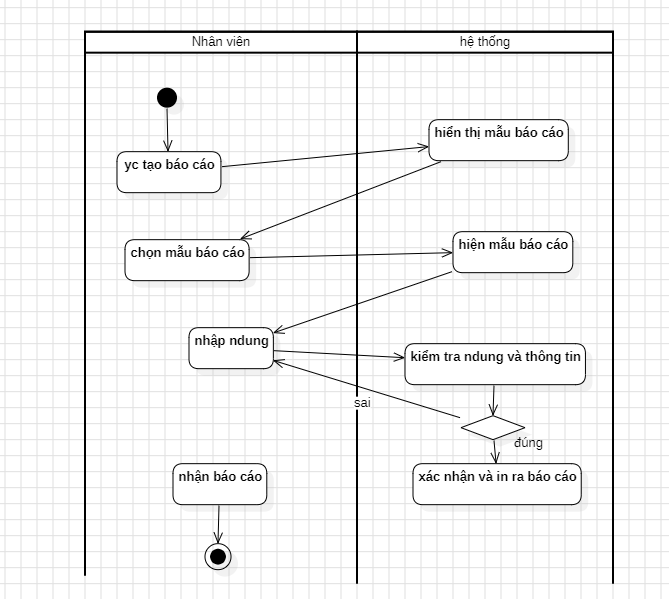 Nhân viên
hệ thống
hiển thị mẫu báo cáo
yc tạo báo cáo
chọn mẫu báo cáo
hiện mẫu báo cáo
nhập ndung
kiểm tra ndung và thông tin
sai
đúng
nhận báo cáo
xác nhận và in ra báo cáo